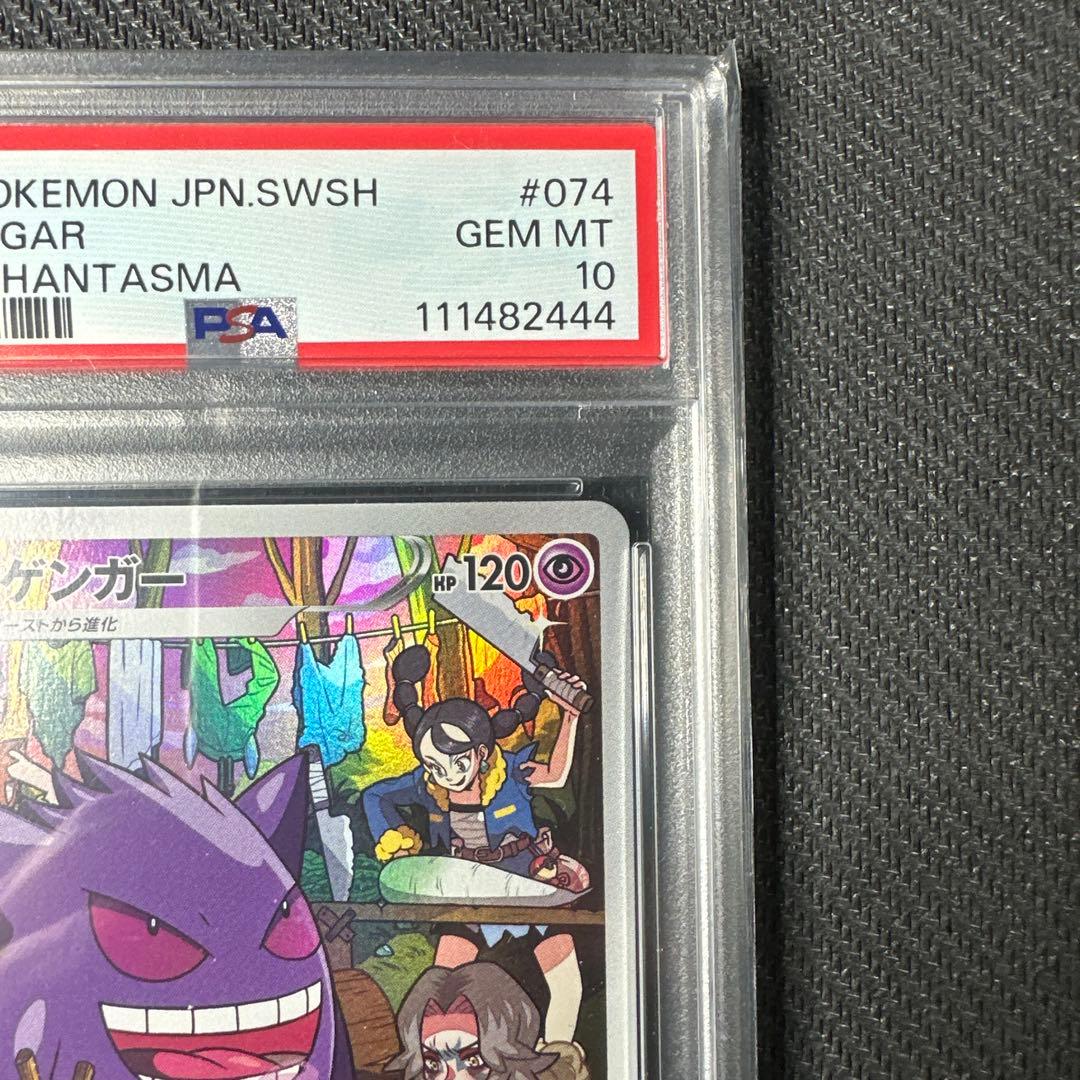 OKEMON JPN.SWSH #074
GAR GEM MT
HANTASMA 10
PSA 111482444
ゲンガー HP 120
ーストから進化